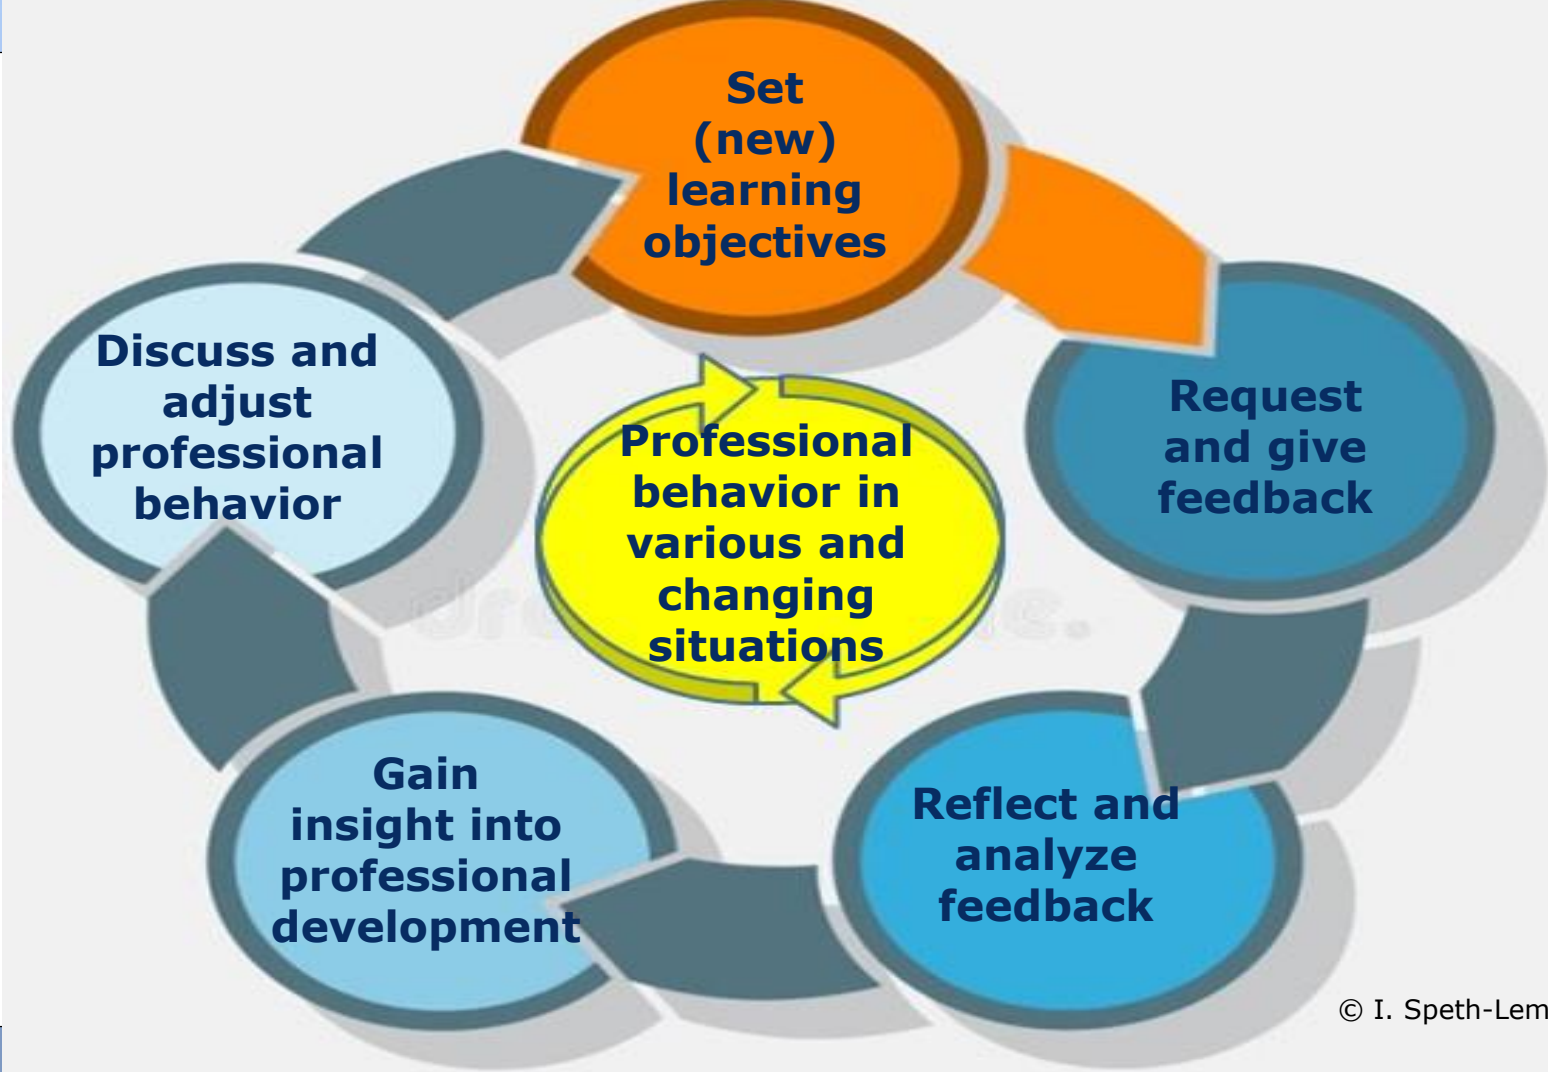 Set
(new)
learning
objectives
Request
and give
feedback
Reflect and
analyze
feedback
Gain
insight into
professional
development
Discuss and
adjust
professional
behavior
Professional
behavior in
various and
changing
situations
© I. Speth-Lem